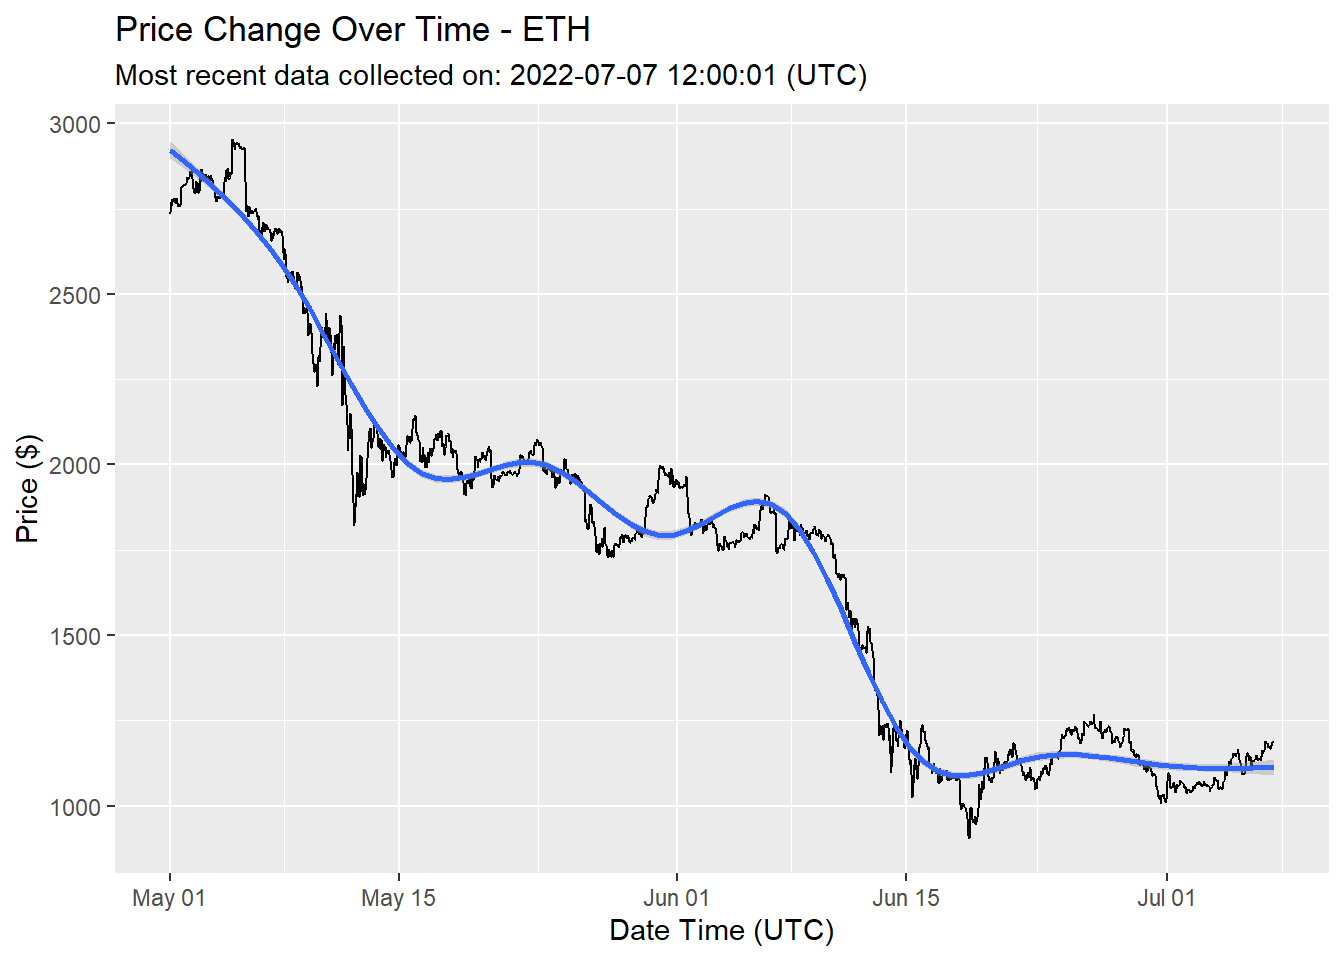 Price Change Over Time - ETH
Most recent data collected on: 2022-07-07 12:00:01 (UTC)
3000
2500
2000
1500
1000
Price ($)
May 01
May 15
Jun 01
Jun 15
Jul 01
Date Time (UTC)